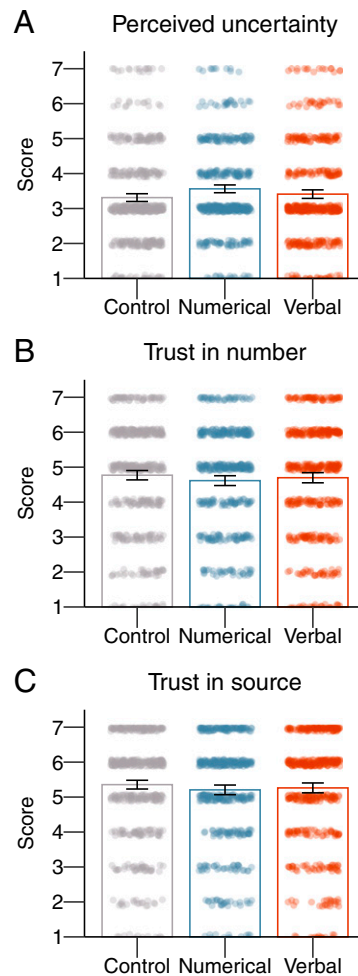 A Perceived uncertainty
7
6
5
4
3
2
1
Score
Control Numerical Verbal
B Trust in number
7
6
5
4
3
2
1
Score
Control Numerical Verbal
C Trust in source
7
6
5
4
3
2
1
Score
Control Numerical Verbal